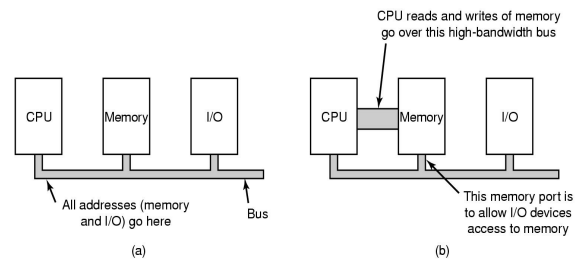 CPU reads and writes of memory
go over this high-bandwidth bus
CPU
Memory
I/O
All addresses (memory
and I/O) go here
Bus
(a)
CPU
Memory
I/O
This memory port is
to allow I/O devices
access to memory
(b)